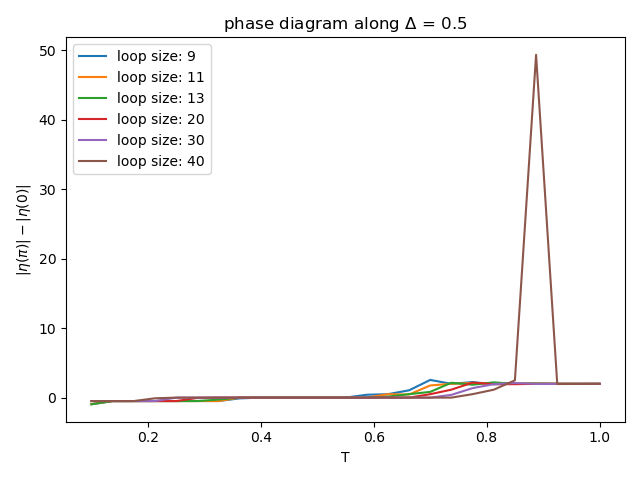 phase diagram along Δ = 0.5
loop size: 9
loop size: 11
loop size: 13
loop size: 20
loop size: 30
loop size: 40
|η(π)| − |η(0)|
50
40
30
20
10
0
0.2 0.4 0.6 0.8 1.0
T